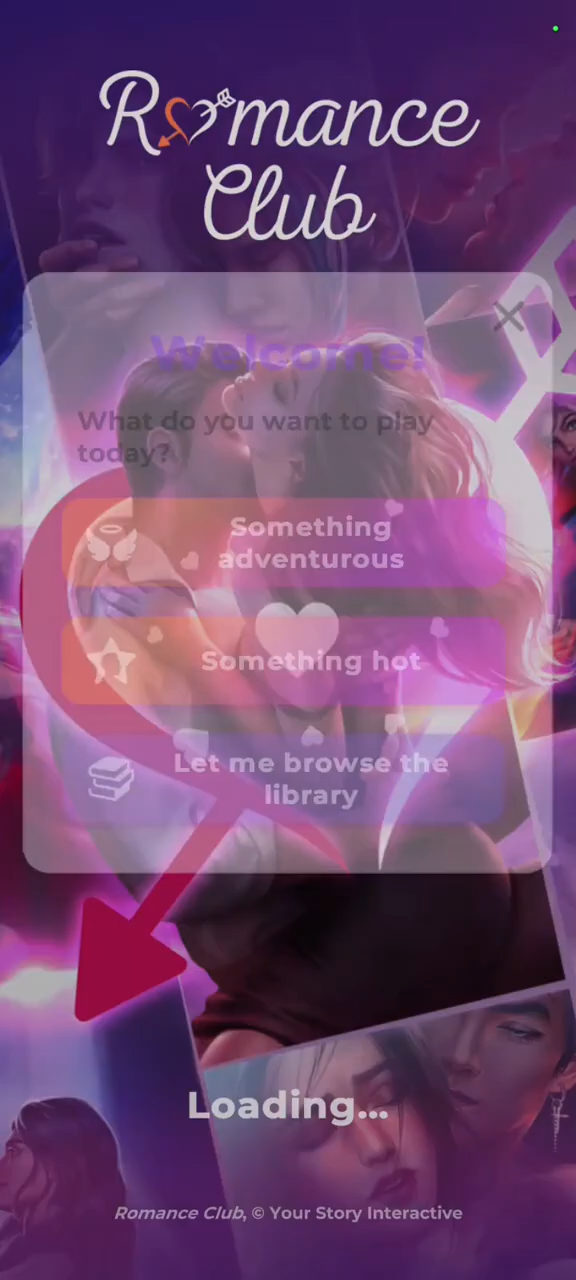 Romance
Club
Welcome!
What do you want to play
today?
Something
adventurous
Something hot
Let me browse the
library
Loading...
Romance Club, © Your Story Interactive